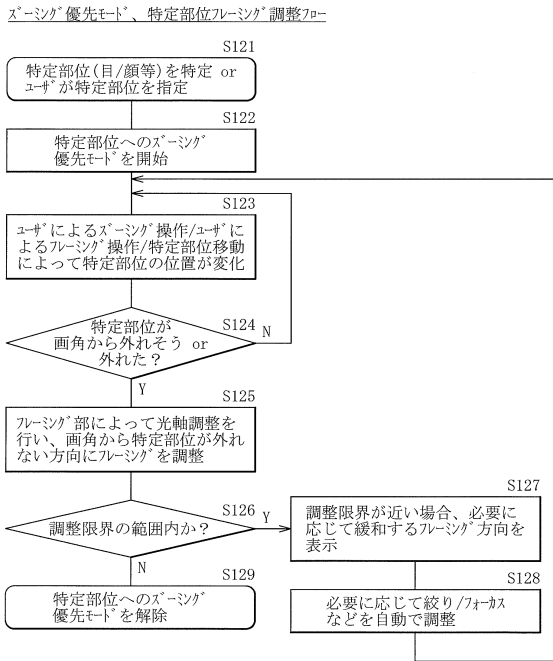 ｽﾞｰﾐﾝｸﾞ優先ﾓｰﾄﾞ、特定部位ﾌﾚｰﾐﾝｸﾞ調整ﾌﾛｰ
S121
特定部位(目/顔等)を特定 or
ﾕｰｻﾞが特定部位を指定
S122
特定部位へのｽﾞｰﾐﾝｸﾞ
優先ﾓｰﾄﾞを開始
S123
ﾕｰｻﾞによるｽﾞｰﾐﾝｸﾞ操作/ﾕｰｻﾞに
よるﾌﾚｰﾐﾝｸﾞ操作/特定部位移動
によって特定部位の位置が変化
S124
特定部位が
画角から外れそう or
外れた？
N
Y
S125
ﾌﾚｰﾐﾝｸﾞ部によって光軸調整を
行い、画角から特定部位が外れ
ない方向にﾌﾚｰﾐﾝｸﾞを調整
S126
調整限界の範囲内か？
Y
N
S127
調整限界が近い場合、必要に
応じて緩和するﾌﾚｰﾐﾝｸﾞ方向を
表示
S128
必要に応じて絞り/ﾌｫｰｶｽ
などを自動で調整
S129
特定部位へのｽﾞｰﾐﾝｸﾞ
優先ﾓｰﾄﾞを解除